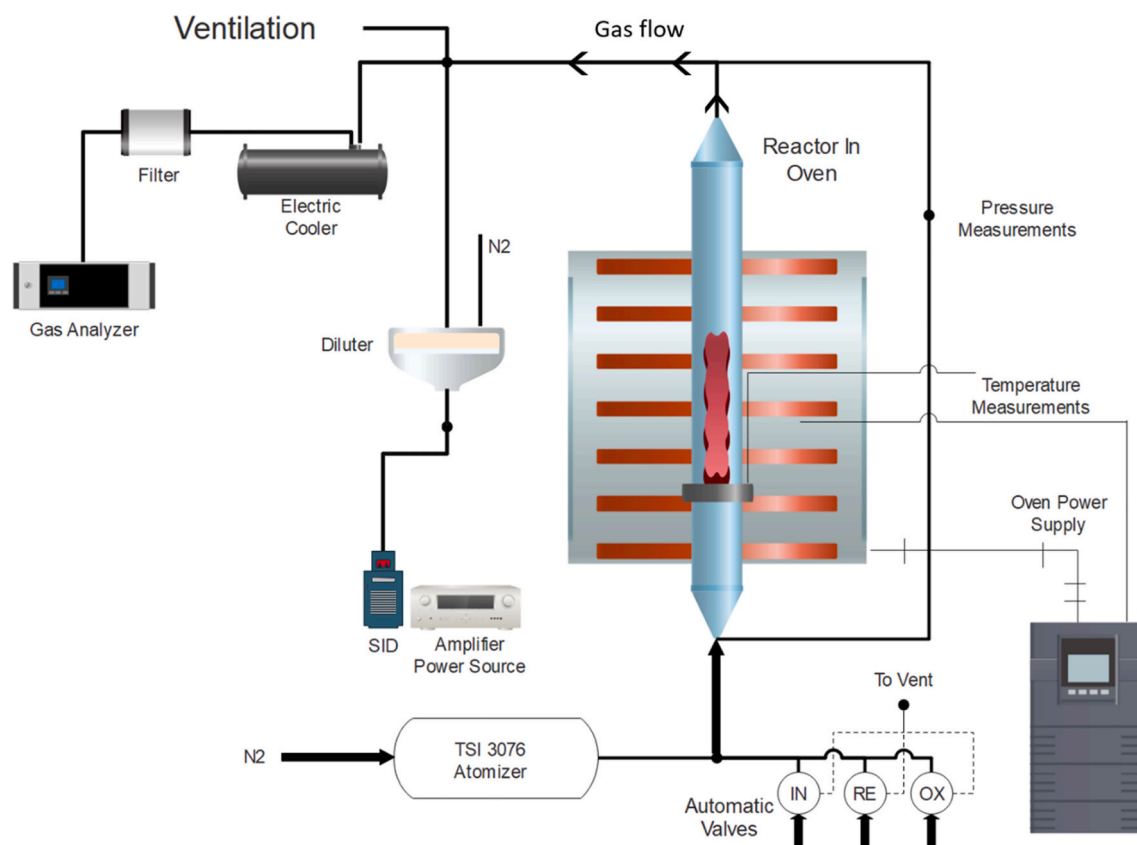 Ventilation
Gas flow
Reactor In
Oven
Filter
Electric
Cooler
Pressure
Measurements
N2
Gas Analyzer
Diluter
Temperature
Measurements
Oven Power
Supply
SID
Amplifier
Power Source
To Vent
N2
TSI 3076
Atomizer
IN
RE
OX
Automatic
Valves